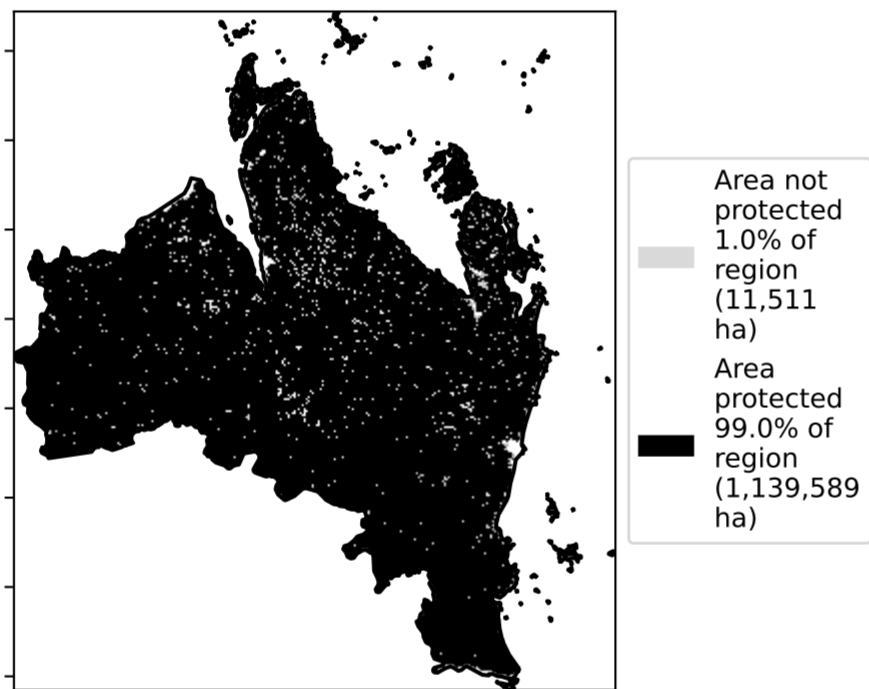 Area not
protected
1.0% of
region
(11,511
ha)
Area
protected
99.0% of
region
(1,139,589
ha)